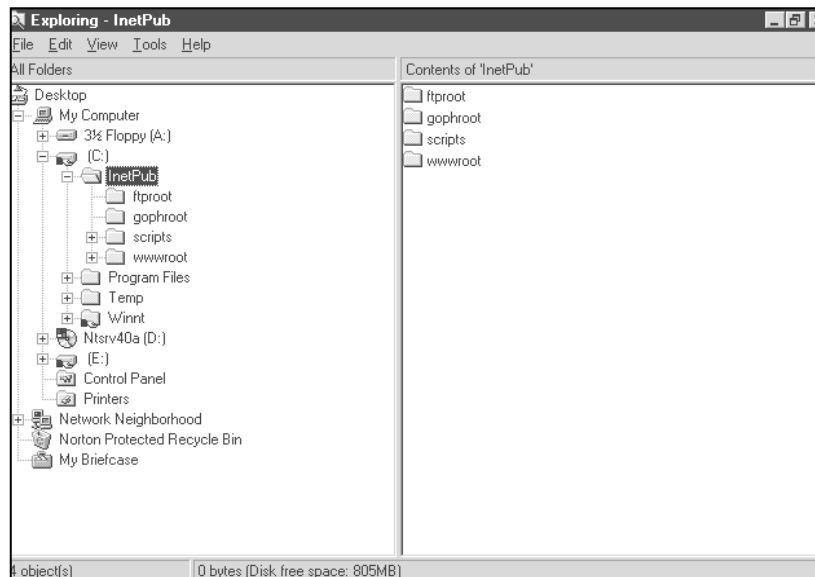 Exploring - InetPub
File Edit View Tools Help
All Folders
Contents of 'InetPub'
Desktop
My Computer
3½ Floppy (A:)
(C:)
InetPub
ftproot
gophroot
scripts
wwwroot
Program Files
Temp
Winnt
Ntsrv40a (D:)
(E:)
Control Panel
Printers
Network Neighborhood
Norton Protected Recycle Bin
My Briefcase
ftproot
gophroot
scripts
wwwroot
4 object(s)
0 bytes (Disk free space: 805MB)